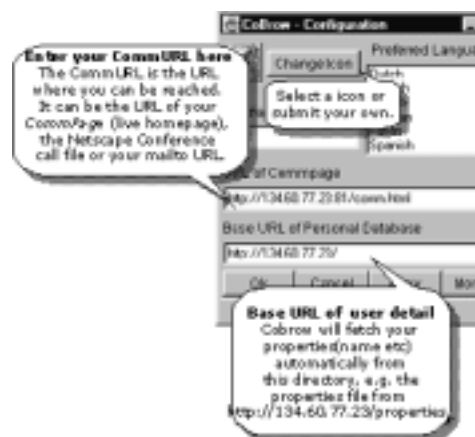 CoBrow - Configuration
Enter your CommURL here
The CommURL is the URL
where you can be reached.
It can be the URL of your
CommPage (live homepage),
the Netscape Conference
call file or your mailto URL
Change Icon
Preferred Langua
Dutch
Select a icon or
submit your own.
Spanish
of Commpage
http://134.60.77.23:81/comm.html
Base URL of Personal Database
http://134.60.77.23/
Ok
Cancel
Mor
Base URL of user detail
Cobrow will fetch your
properties(name etc)
automatically from
this directory, e.g. the
properties file from
http://134.60.77.23/properties